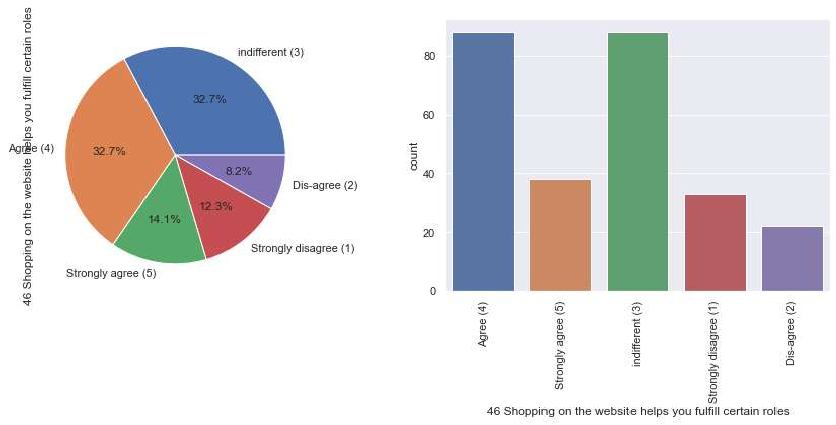 46 Shopping on the website helps you fulfill certain roles
indifferent (3)
32.7%
Agree (4)
32.7%
8.2%
Dis-agree (2)
12.3%
14.1%
Strongly disagree (1)
Strongly agree (5)
count
80
60
40
20
0
Agree (4)
Strongly agree (5)
indifferent (3)
Strongly disagree (1)
Dis-agree (2)
46 Shopping on the website helps you fulfill certain roles